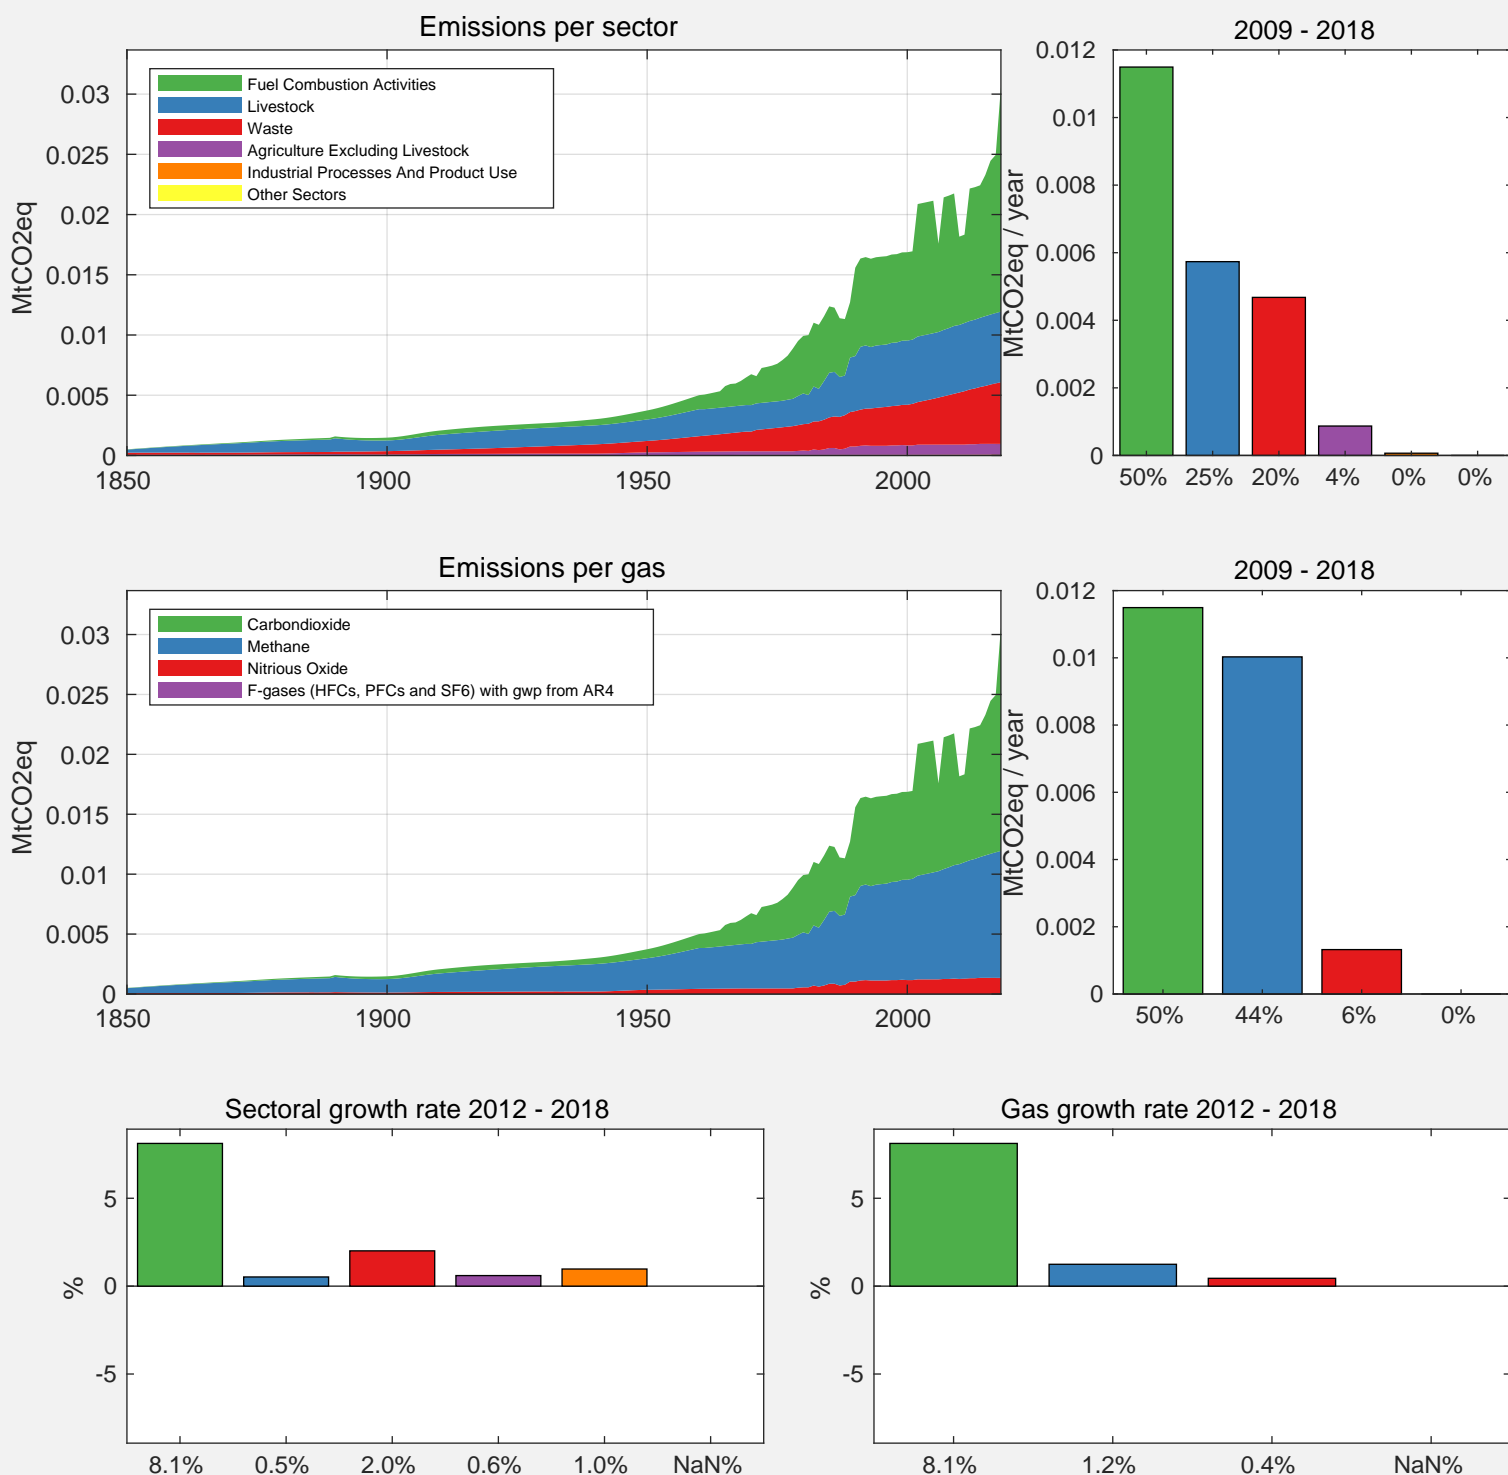 Emissions per sector
MtCO2eq
0.03
0.025
0.02
0.015
0.01
0.005
0
1850
1900
1950
2000
Fuel Combustion Activities
Livestock
Waste
Agriculture Excluding Livestock
Industrial Processes And Product Use
Other Sectors
2009 - 2018
MtCO2eq / year
0.012
0.01
0.008
0.006
0.004
0.002
0
50%
25%
20%
4%
0%
0%
Emissions per gas
MtCO2eq
0.03
0.025
0.02
0.015
0.01
0.005
0
1850
1900
1950
2000
Carbondioxide
Methane
Nitrious Oxide
F-gases (HFCs, PFCs and SF6) with gwp from AR4
2009 - 2018
MtCO2eq / year
0.012
0.01
0.008
0.006
0.004
0.002
0
50%
44%
6%
0%
Sectoral growth rate 2012 - 2018
%
5
0
-5
8.1%
0.5%
2.0%
0.6%
1.0%
NaN%
Gas growth rate 2012 - 2018
%
5
0
-5
8.1%
1.2%
0.4%
NaN%